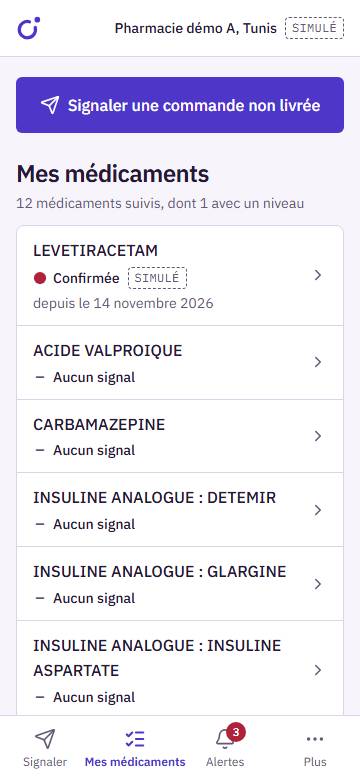 Pharmacie démo A, Tunis SIMULÉ
Signaler une commande non livrée
Mes médicaments
12 médicaments suivis, dont 1 avec un niveau
LEVETIRACETAM
Confirmée SIMULÉ
depuis le 14 novembre 2026
ACIDE VALPROIQUE
– Aucun signal
CARBAMAZEPINE
– Aucun signal
INSULINE ANALOGUE : DETEMIR
– Aucun signal
INSULINE ANALOGUE : GLARGINE
– Aucun signal
INSULINE ANALOGUE : INSULINE
ASPARTATE
– Aucun signal
3
Signaler Mes médicaments Alertes Plus